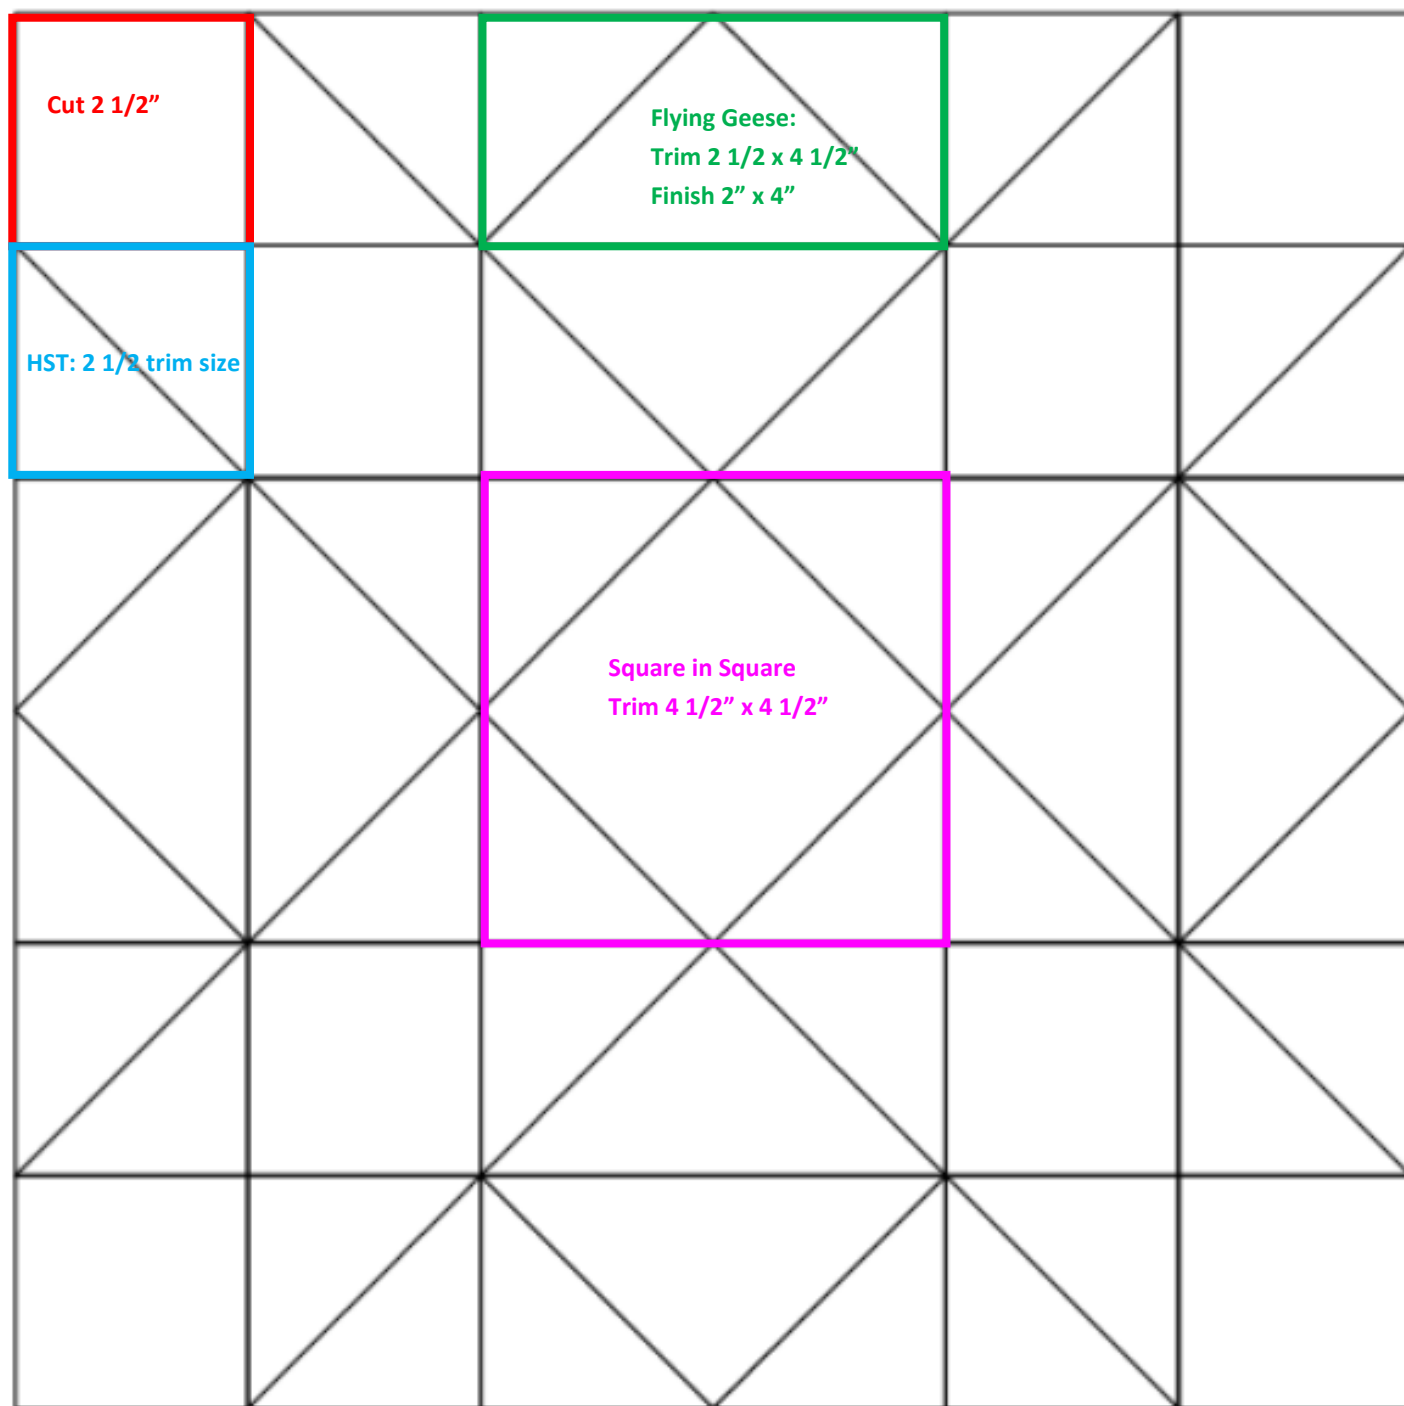 Cut 2 1/2”
Flying Geese:
Trim 2 1/2 x 4 1/2”
Finish 2” x 4”
HST: 2 1/2 trim size
Square in Square
Trim 4 1/2” x 4 1/2”